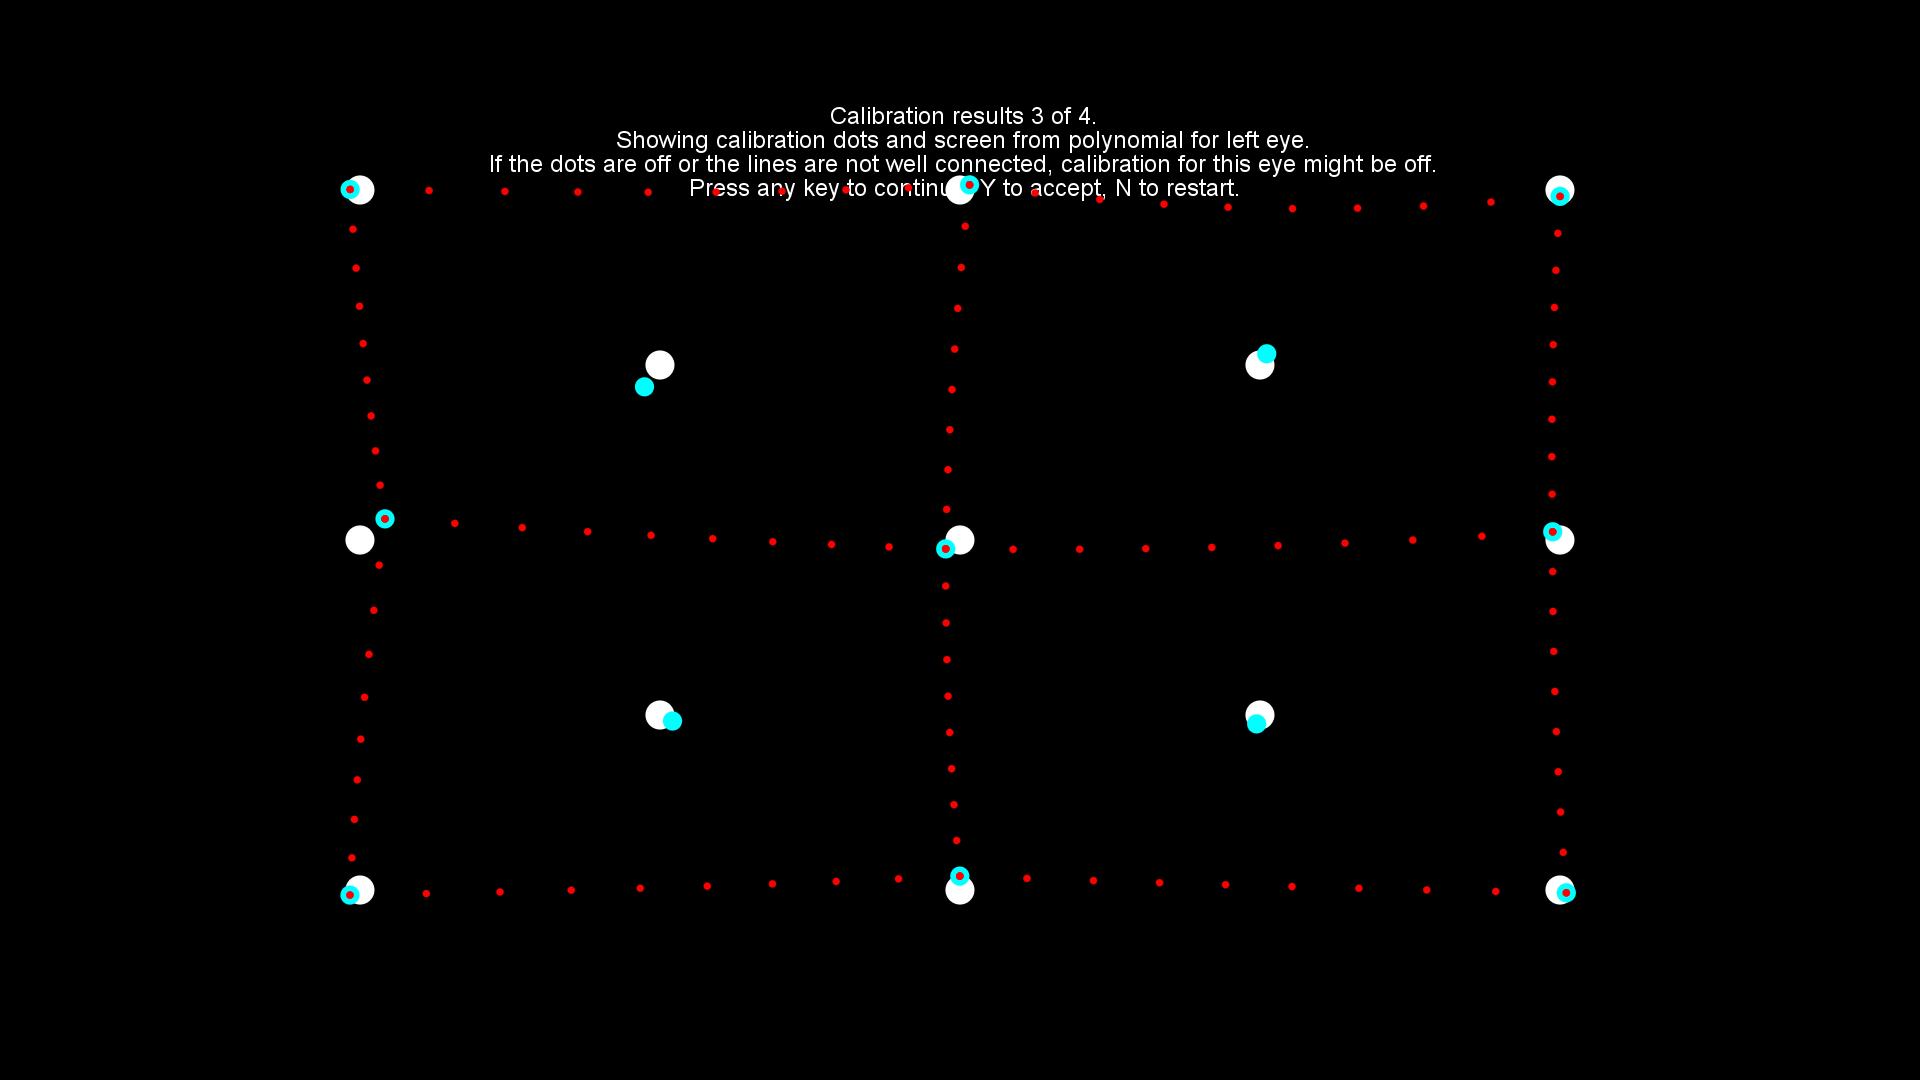 Calibration results 3 of 4.
Showing calibration dots and screen from polynomial for left eye.
If the dots are off or the lines are not well connected, calibration for this eye might be off.
Press any key to continue, Y to accept, N to restart.